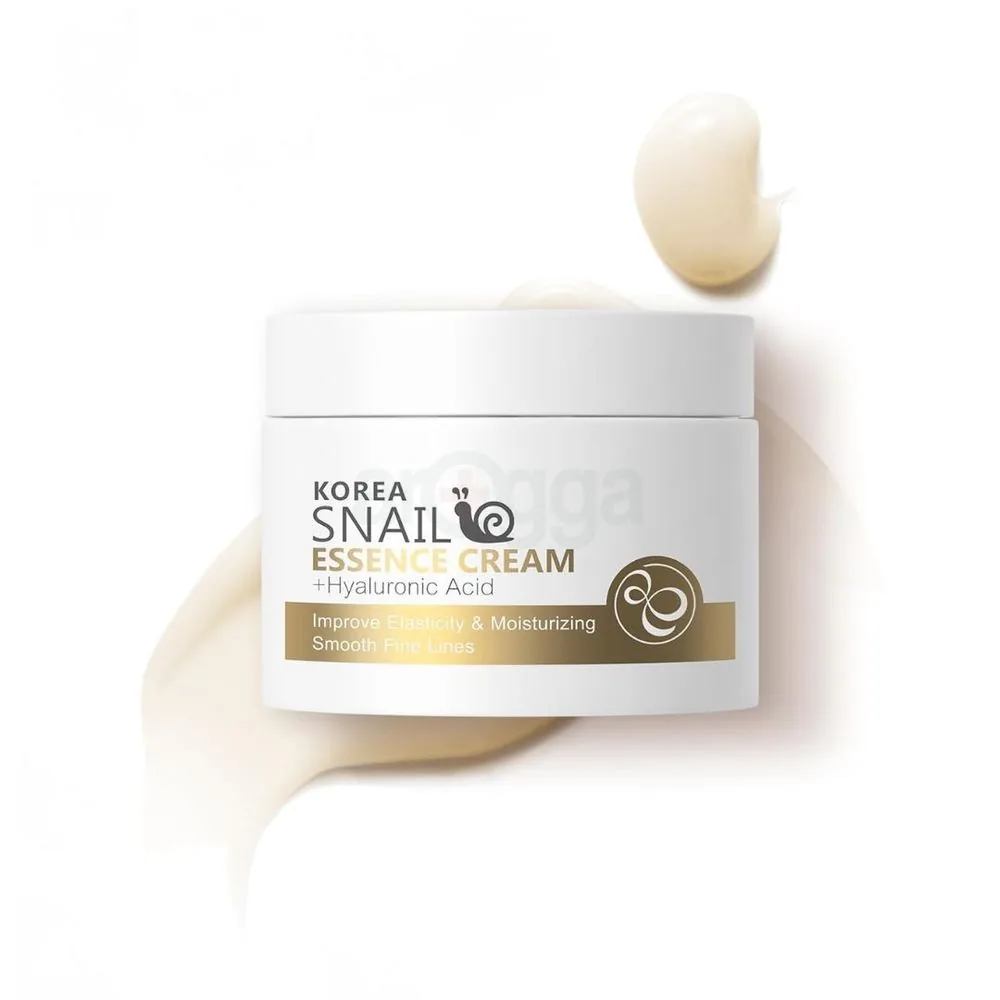 KOREA
SNAIL
ESSENCE CREAM
+Hyaluronic Acid
Improve Elasticity & Moisturizing
Smooth Fine Lines